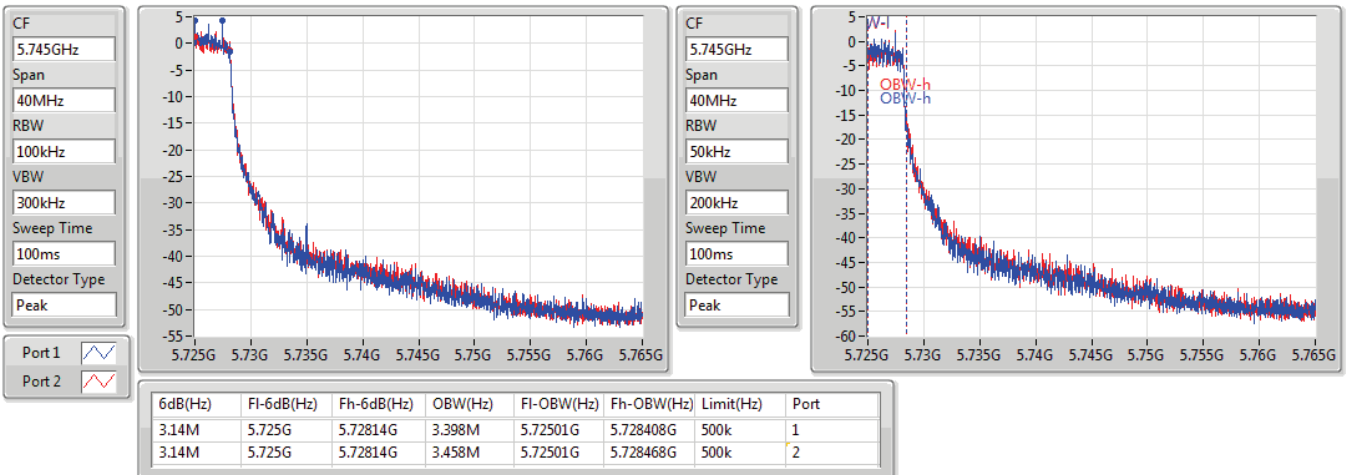 CF
5.745GHz
Span
40MHz
RBW
100kHz
VBW
300kHz
Sweep Time
100ms
Detector Type
Peak
Port 1
Port 2
5
0
-5
-10
-15
-20
-25
-30
-35
-40
-45
-50
-55
5.725G 5.73G 5.735G 5.74G 5.745G 5.75G 5.755G 5.76G 5.765G
CF
5.745GHz
Span
40MHz
RBW
50kHz
VBW
200kHz
Sweep Time
100ms
Detector Type
Peak
5
0
-5
-10
-15
-20
-25
-30
-35
-40
-45
-50
-55
-60
W-l
OBW-h
OBW-h
5.725G 5.73G 5.735G 5.74G 5.745G 5.75G 5.755G 5.76G 5.765G
6dB(Hz) Fl-6dB(Hz) Fh-6dB(Hz) OBW(Hz) Fl-OBW(Hz) Fh-OBW(Hz) Limit(Hz) Port
3.14M 5.725G 5.72814G 3.398M 5.72501G 5.728408G 500k 1
3.14M 5.725G 5.72814G 3.458M 5.72501G 5.728468G 500k 2